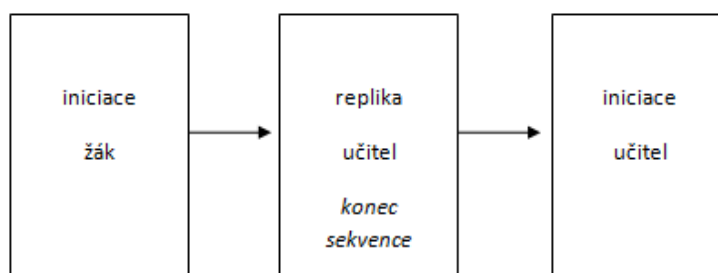 iniciace
žák
replika
učitel
konec
sekvence
iniciace
učitel